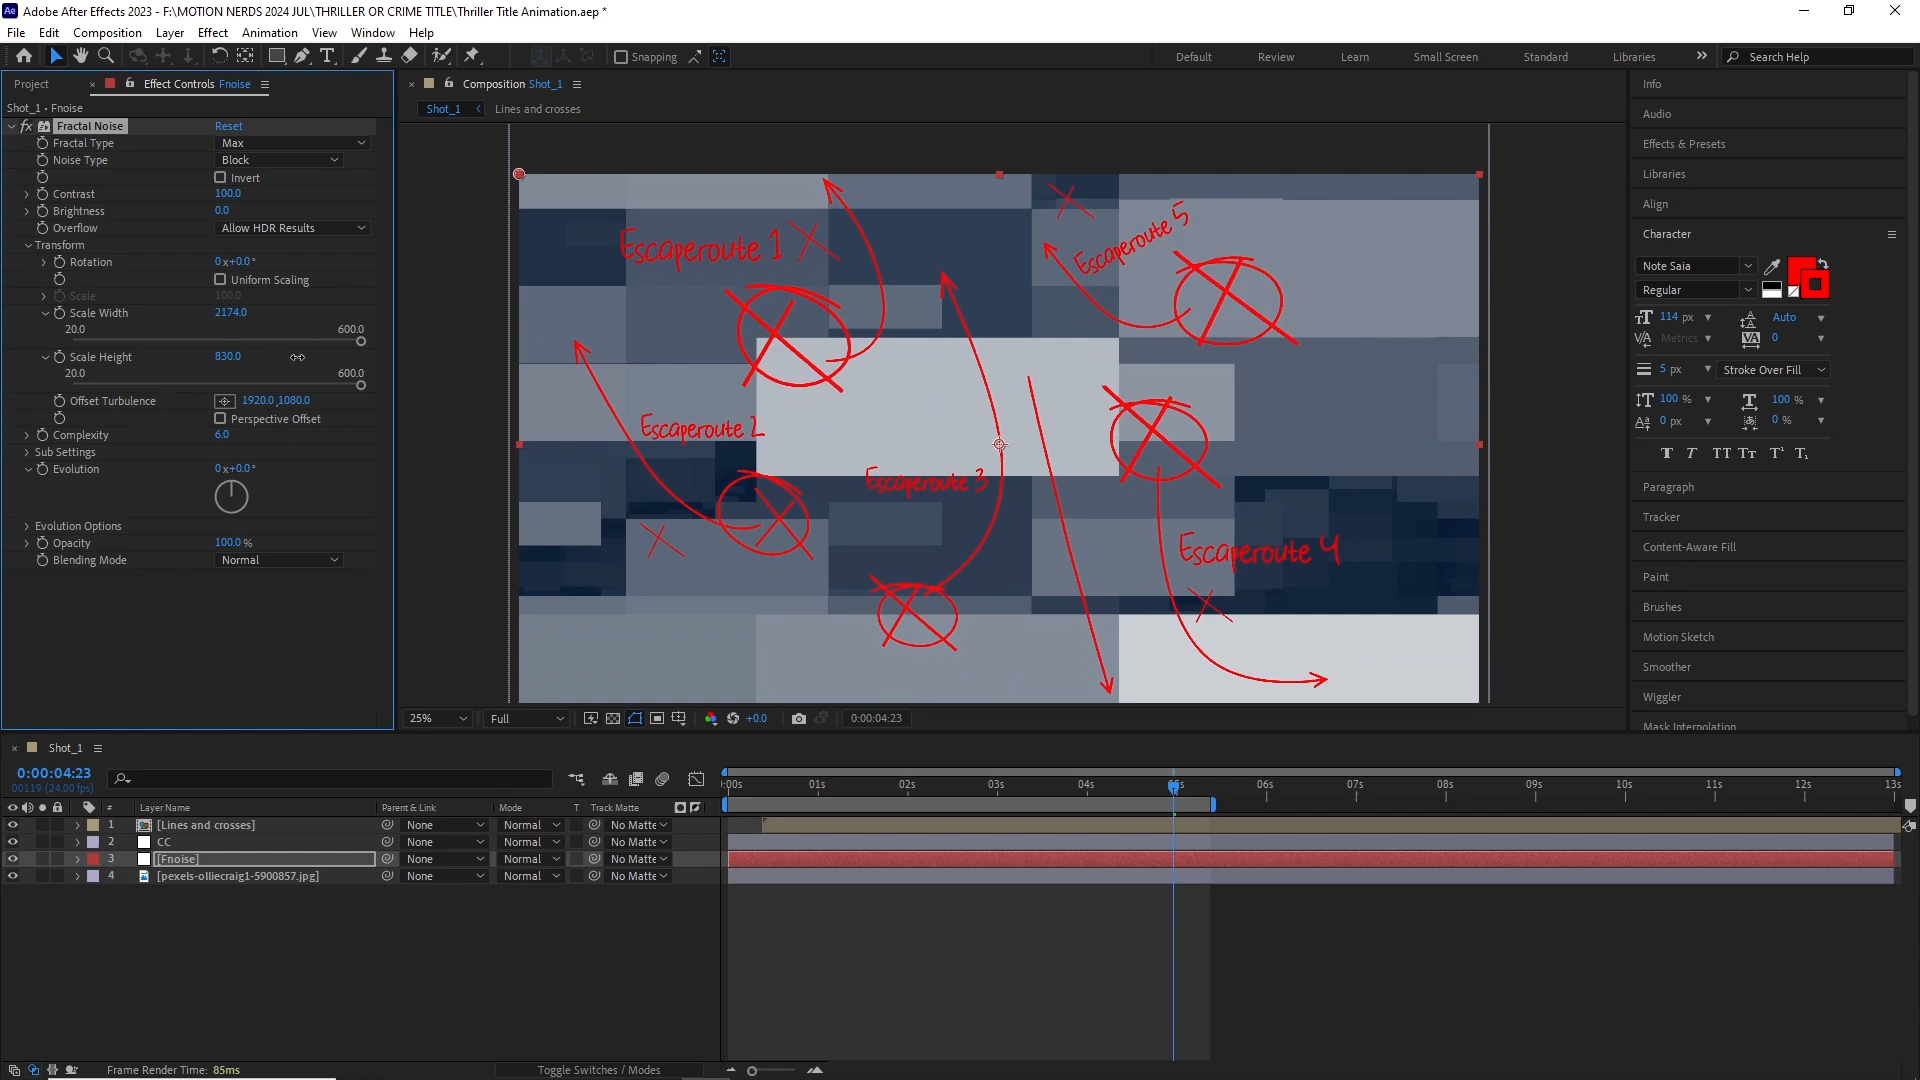 Adobe After Effects 2023 - F:\MOTION NERDS 2024 JUL\THRILLER OR CRIME TITLE\Thriller Title Animation.aep *
File Edit Composition Layer Effect Animation View Window Help
Snapping
Default Review Learn Small Screen Standard Libraries Search Help
Project
Effect Controls Fnoise
Shot_1 • Fnoise
fx Fractal Noise Reset
Fractal Type Max
Noise Type Block
Invert
Contrast 100.0
Brightness 0.0
Overflow Allow HDR Results
Transform
Rotation 0x+0.0°
Uniform Scaling
Scale 100.0
Scale Width 2174.0
20.0 600.0
Scale Height 830.0
20.0 600.0
Offset Turbulence 1920.0,1080.0
Perspective Offset
Complexity 6.0
Sub Settings
Evolution 0x+0.0°
Evolution Options
Opacity 100.0 %
Blending Mode Normal
Composition Shot_1
Shot_1 Lines and crosses
Escaperoute 1
Escaperoute 5
Escaperoute 2
Escaperoute 3
Escaperoute 4
25% Full +0.0 0:00:04:23
Info
Audio
Effects & Presets
Libraries
Align
Character
Note Saia
Regular
114 px Auto
Metrics 0
5 px Stroke Over Fill
100 % 100 %
0 px 0 %
T T TT Tт T¹ T₁
Paragraph
Tracker
Content-Aware Fill
Paint
Brushes
Motion Sketch
Smoother
Wiggler
Mask Interpolation
Shot_1
0:00:04:23
00119 (24.00 fps)
:00s 01s 02s 03s 04s 05s 06s 07s 08s 09s 10s 11s 12s 13s
# Layer Name Parent & Link Mode T Track Matte
1 [Lines and crosses] None Normal No Matte
2 CC None Normal No Matte
3 [Fnoise] None Normal No Matte
4 [pexels-olliecraig1-5900857.jpg] None Normal No Matte
Frame Render Time: 85ms
Toggle Switches / Modes